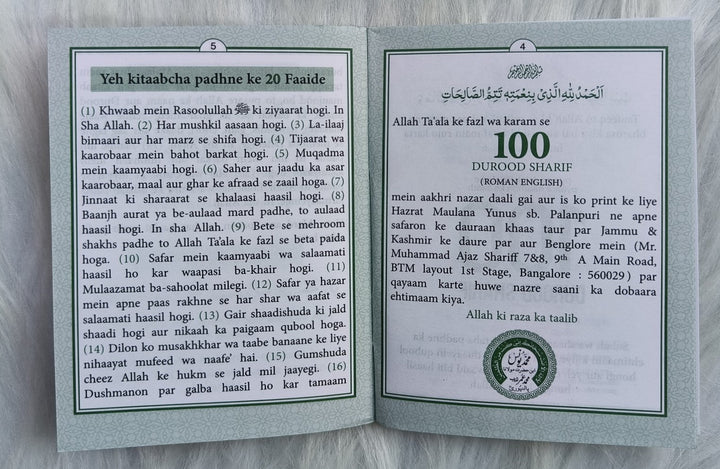 4
بسم الله الرحمن الرحيم
اَلْحَمْدُ لِلّٰهِ الَّذِىْ بِنِعْمَتِهٖ تَتِمُّ الصَّالِحَاتُ
Allah Ta'ala ke fazl wa karam se
100
DUROOD SHARIF
(ROMAN ENGLISH)
mein aakhri nazar daali gai aur is ko print ke liye
Hazrat Maulana Yunus sb. Palanpuri ne apne
safaron ke dauraan khaas taur par Jammu &
Kashmir ke daure par aur Benglore mein (Mr.
Muhammad Ajaz Shariff 7&8, 9th A Main Road,
BTM layout 1st Stage, Bangalore : 560029) par
qayaam karte huwe nazre saani ka dobaara
ehtimaam kiya.
Allah ki raza ka taalib
محمد یونس
ابن حضرت مولانا
محمد عمر
پالنپوری
5
Yeh kitaabcha padhne ke 20 Faaide
(1) Khwaab mein Rasoolullah ﷺ ki ziyaarat hogi. In
Sha Allah. (2) Har mushkil aasaan hogi. (3) La-ilaaj
bimaari aur har marz se shifa hogi. (4) Tijaarat wa
kaarobaar mein bahot barkat hogi. (5) Muqadma
mein kaamyaabi hogi. (6) Saher aur jaadu ka asar
kaarobaar, maal aur ghar ke afraad se zaail hoga. (7)
Jinnaat ki sharaarat se khalaasi haasil hogi. (8)
Baanjh aurat ya be-aulaad mard padhe, to aulaad
haasil hogi. In Sha Allah. (9) Bete se mehroom
shakhs padhe to Allah Ta'ala ke fazl se beta paida
hoga. (10) Safar mein kaamyaabi wa salaamati
haasil ho kar waapasi ba-khair hogi. (11)
Mulaazamat ba-sahoolat milegi. (12) Safar ya hazar
mein apne paas rakhne se har shar wa aafat se
salaamati haasil hogi. (13) Gair shaadishuda ki jald
shaadi hogi aur nikaah ka paigaam qubool hoga.
(14) Dilon ko musakhkhar wa taabe banaane ke liye
nihaayat mufeed wa naafe' hai. (15) Gumshuda
cheez Allah ke hukm se jald mil jaayegi. (16)
Dushmanon par galba haasil ho kar tamaam